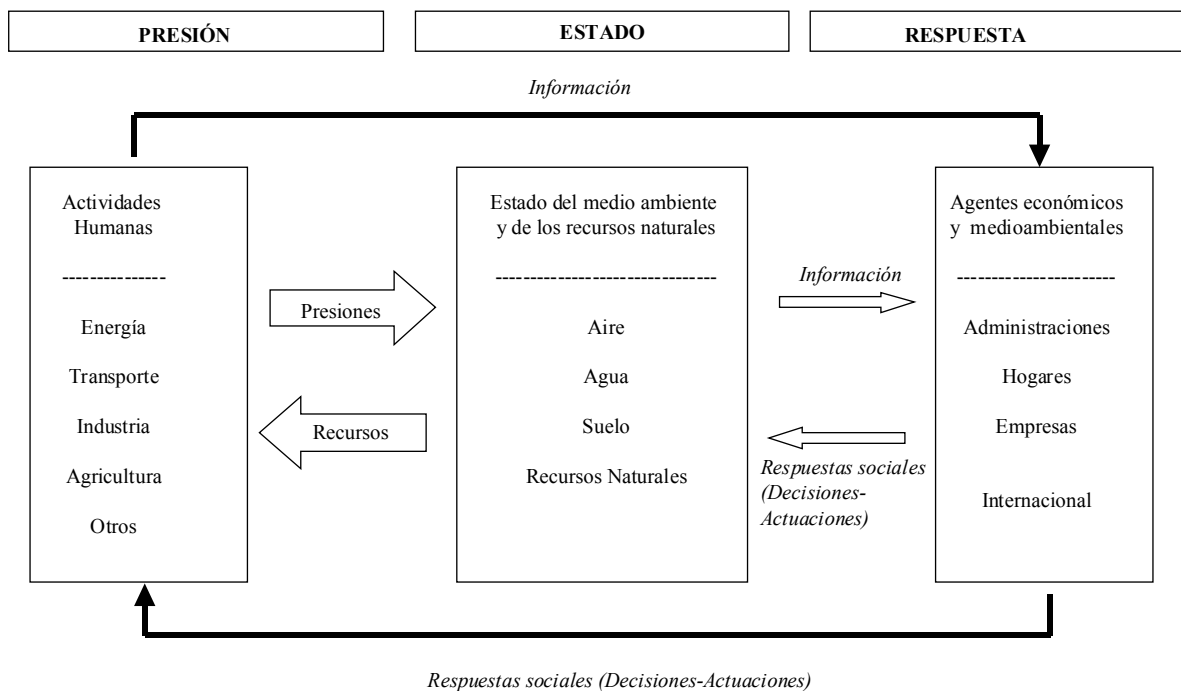 PRESIÓN
ESTADO
RESPUESTA
Información
Actividades
Humanas
---------------
Energía
Transporte
Industria
Agricultura
Otros
Presiones
Recursos
Estado del medio ambiente
y de los recursos naturales
--------------------------------
Aire
Agua
Suelo
Recursos Naturales
Información
Respuestas sociales
(Decisiones-
Actuaciones)
Agentes económicos
y medioambientales
-----------------------
Administraciones
Hogares
Empresas
Internacional
Respuestas sociales (Decisiones-Actuaciones)